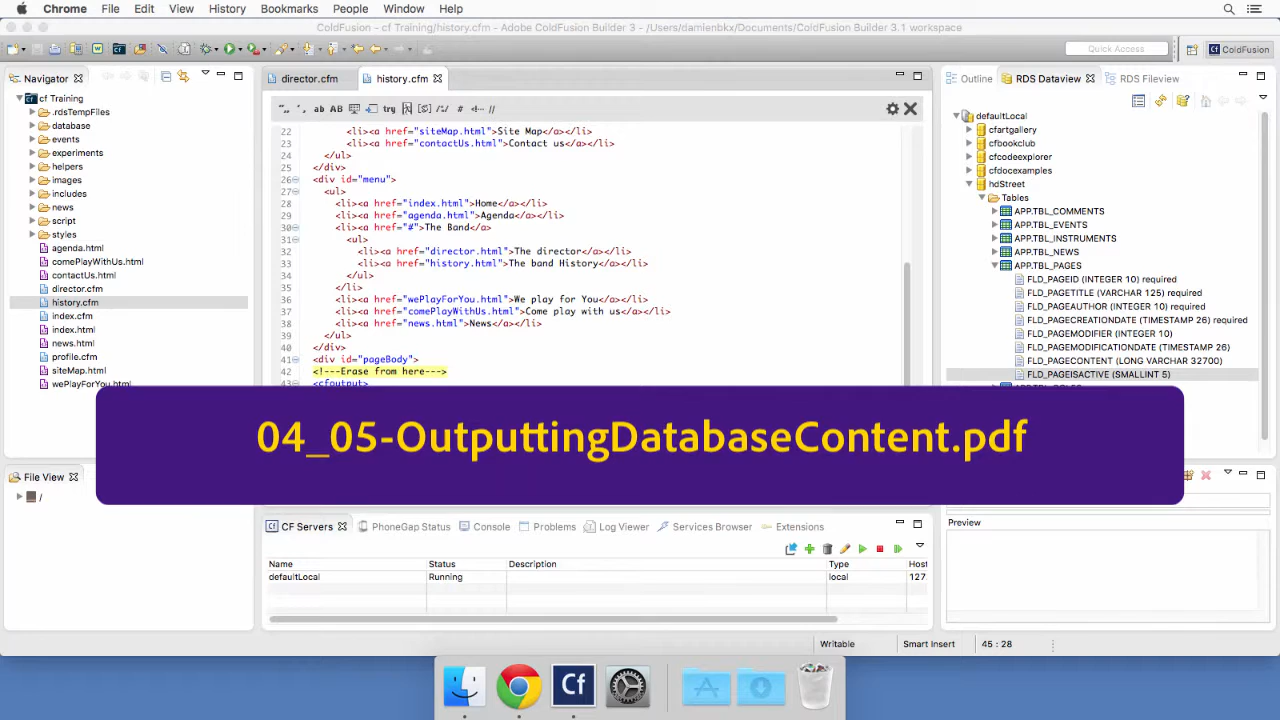 Chrome File Edit View History Bookmarks People Window Help
ColdFusion - cf Training/history.cfm - Adobe ColdFusion Builder 3 - /Users/damienbkx/Documents/ColdFusion Builder 3.1 workspace
Quick Access
ColdFusion
Navigator
cf Training
.rdsTempFiles
database
events
experiments
helpers
images
includes
news
script
styles
agenda.html
comePlayWithUs.html
contactUs.html
director.cfm
history.cfm
index.cfm
index.html
news.html
profile.cfm
siteMap.html
wePlayForYou.html
File View
/
director.cfm
history.cfm
"„ '„ ab AB try # //
22 <li><a href="siteMap.html">Site Map</a></li>
23 <li><a href="contactUs.html">Contact us</a></li>
24 </ul>
25 </div>
26 <div id="menu">
27 <ul>
28 <li><a href="index.html">Home</a></li>
29 <li><a href="agenda.html">Agenda</a></li>
30 <li><a href="#">The Band</a>
31 <ul>
32 <li><a href="director.html">The director</a></li>
33 <li><a href="history.html">The band History</a></li>
34 </ul>
35 </li>
36 <li><a href="wePlayForYou.html">We play for You</a></li>
37 <li><a href="comePlayWithUs.html">Come play with us</a></li>
38 <li><a href="news.html">News</a></li>
39 </ul>
40 </div>
41 <div id="pageBody">
42 <!---Erase from here--->
43 <cfoutput>
04_05-OutputtingDatabaseContent.pdf
Outline
RDS Dataview
RDS Fileview
defaultLocal
cfartgallery
cfbookclub
cfcodeexplorer
cfdocexamples
hdStreet
Tables
APP.TBL_COMMENTS
APP.TBL_EVENTS
APP.TBL_INSTRUMENTS
APP.TBL_NEWS
APP.TBL_PAGES
FLD_PAGEID (INTEGER 10) required
FLD_PAGETITLE (VARCHAR 125) required
FLD_PAGEAUTHOR (INTEGER 10) required
FLD_PAGECREATIONDATE (TIMESTAMP 26) required
FLD_PAGEMODIFIER (INTEGER 10)
FLD_PAGEMODIFICATIONDATE (TIMESTAMP 26)
FLD_PAGECONTENT (LONG VARCHAR 32700)
FLD_PAGEISACTIVE (SMALLINT 5)
Preview
CF Servers
PhoneGap Status
Console
Problems
Log Viewer
Services Browser
Extensions
Name Status Description Type Host
defaultLocal Running local 127
Writable Smart Insert 45 : 28
Cf